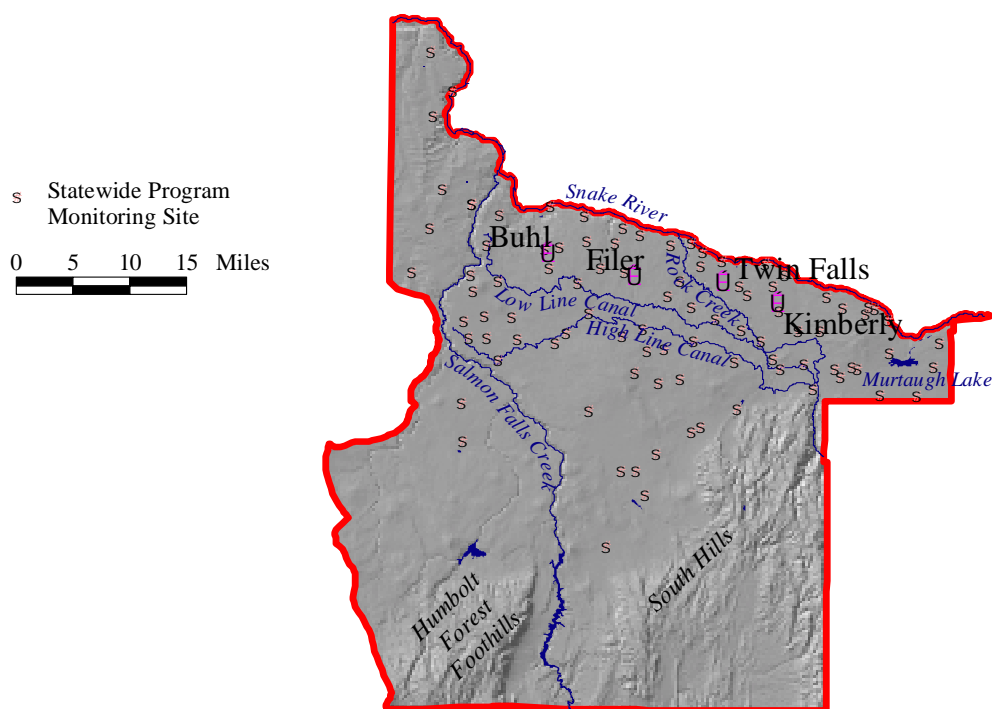 S Statewide Program
Monitoring Site
0 5 10 15 Miles
Snake River
Buhl
Filer
Rock Creek
Twin Falls
Kimberly
Low Line Canal
High Line Canal
Murtaugh Lake
Salmon Falls Creek
South Hills
Humbolt
Forest
Foothills